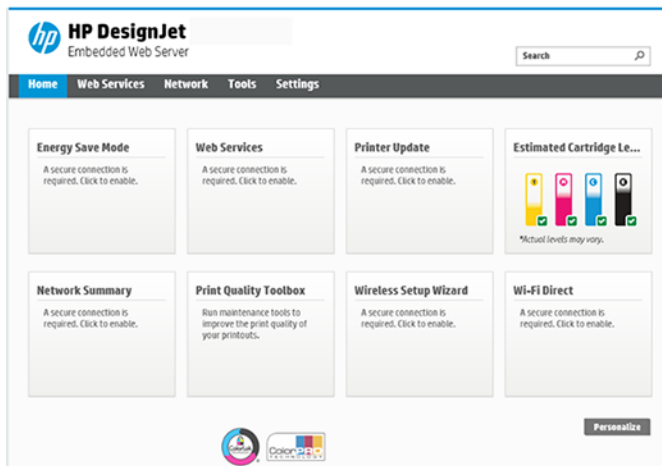 hp
HP DesignJet
Embedded Web Server
Search
Home
Web Services
Network
Tools
Settings
Energy Save Mode
A secure connection is
required. Click to enable.
Web Services
A secure connection is
required. Click to enable.
Printer Update
A secure connection is
required. Click to enable.
Estimated Cartridge Le...
Y
M
C
K
*Actual levels may vary.
Network Summary
A secure connection is
required. Click to enable.
Print Quality Toolbox
Run maintenance tools to
improve the print quality of
your printouts.
Wireless Setup Wizard
A secure connection is
required. Click to enable.
Wi-Fi Direct
A secure connection is
required. Click to enable.
Personalize
ColorLok
ColorPRO
TECHNOLOGY